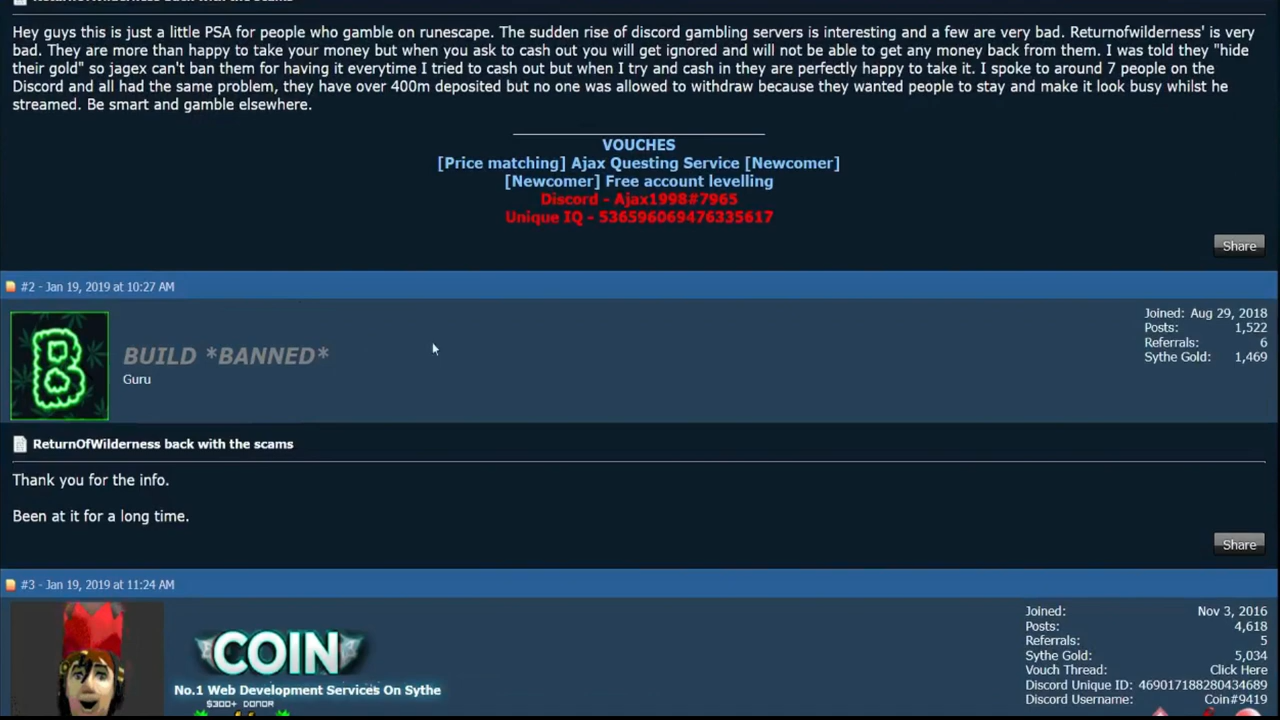 Hey guys this is just a little PSA for people who gamble on runescape. The sudden rise of discord gambling servers is interesting and a few are very bad. Returnofwilderness' is very
bad. They are more than happy to take your money but when you ask to cash out you will get ignored and will not be able to get any money back from them. I was told they "hide
their gold" so jagex can't ban them for having it everytime I tried to cash out but when I try and cash in they are perfectly happy to take it. I spoke to around 7 people on the
Discord and all had the same problem, they have over 400m deposited but no one was allowed to withdraw because they wanted people to stay and make it look busy whilst he
streamed. Be smart and gamble elsewhere.
VOUCHES
[Price matching] Ajax Questing Service [Newcomer]
[Newcomer] Free account levelling
Discord - Ajax1998#7965
Unique IQ - 536596069476335617
Share
#2 - Jan 19, 2019 at 10:27 AM
BUILD *BANNED*
Guru
Joined: Aug 29, 2018
Posts: 1,522
Referrals: 6
Sythe Gold: 1,469
B
ReturnOfWilderness back with the scams
Thank you for the info.
Been at it for a long time.
Share
#3 - Jan 19, 2019 at 11:24 AM
COIN
No.1 Web Development Services On Sythe
$300+ DONOR
Joined: Nov 3, 2016
Posts: 4,618
Referrals: 5
Sythe Gold: 5,034
Vouch Thread: Click Here
Discord Unique ID: 469017188280434689
Discord Username: Coin#9419